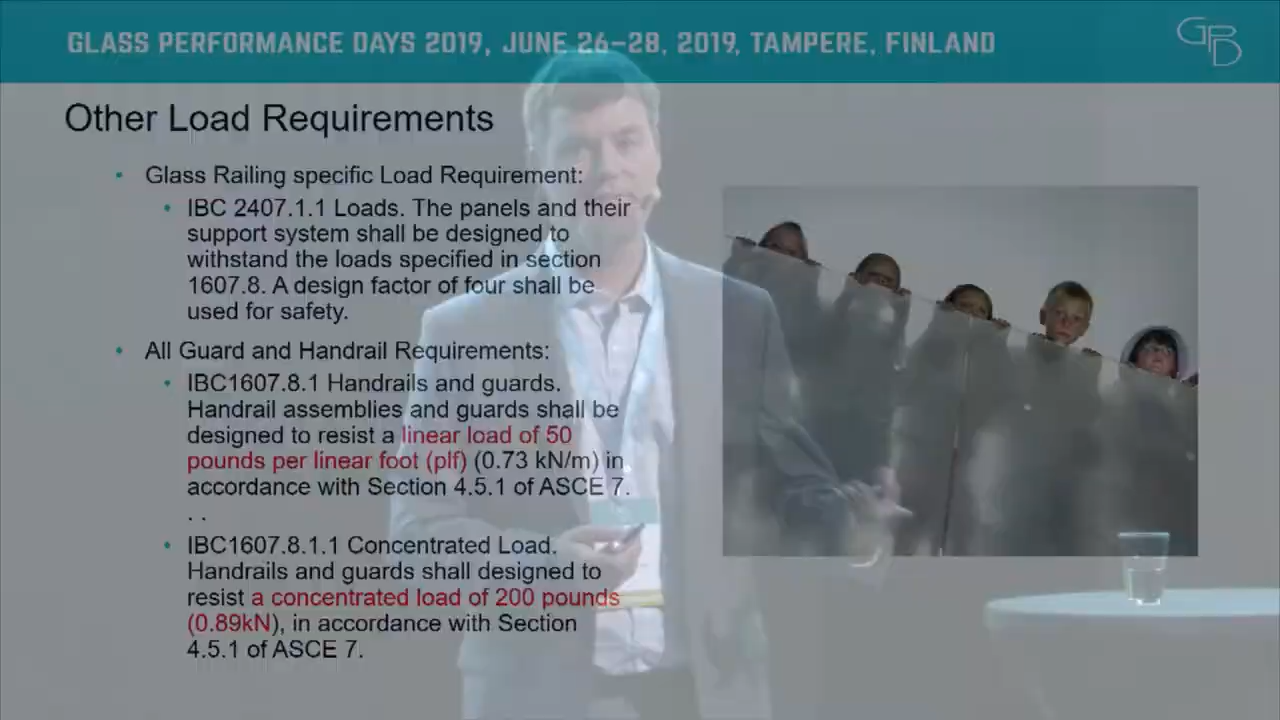 GLASS PERFORMANCE DAYS 2019, JUNE 26–28, 2019, TAMPERE, FINLAND
GPD
Other Load Requirements
• Glass Railing specific Load Requirement:
• IBC 2407.1.1 Loads. The panels and their
support system shall be designed to
withstand the loads specified in section
1607.8. A design factor of four shall be
used for safety.
• All Guard and Handrail Requirements:
• IBC1607.8.1 Handrails and guards.
Handrail assemblies and guards shall be
designed to resist a linear load of 50
pounds per linear foot (plf) (0.73 kN/m) in
accordance with Section 4.5.1 of ASCE 7.
. .
• IBC1607.8.1.1 Concentrated Load.
Handrails and guards shall designed to
resist a concentrated load of 200 pounds
(0.89kN), in accordance with Section
4.5.1 of ASCE 7.